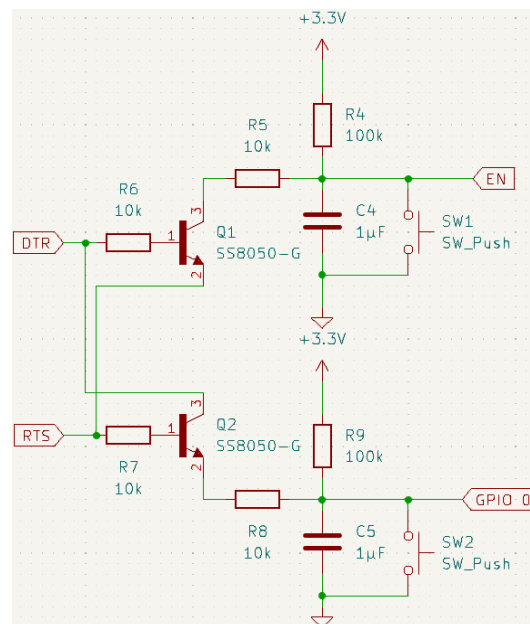 +3.3V
R4
100k
R5
10k
EN
R6
10k
3
DTR
1
Q1
SS8050-G
2
C4
1µF
SW1
SW_Push
+3.3V
3
RTS
1
Q2
SS8050-G
2
R7
10k
R9
100k
GPIO 0
R8
10k
C5
1µF
SW2
SW_Push